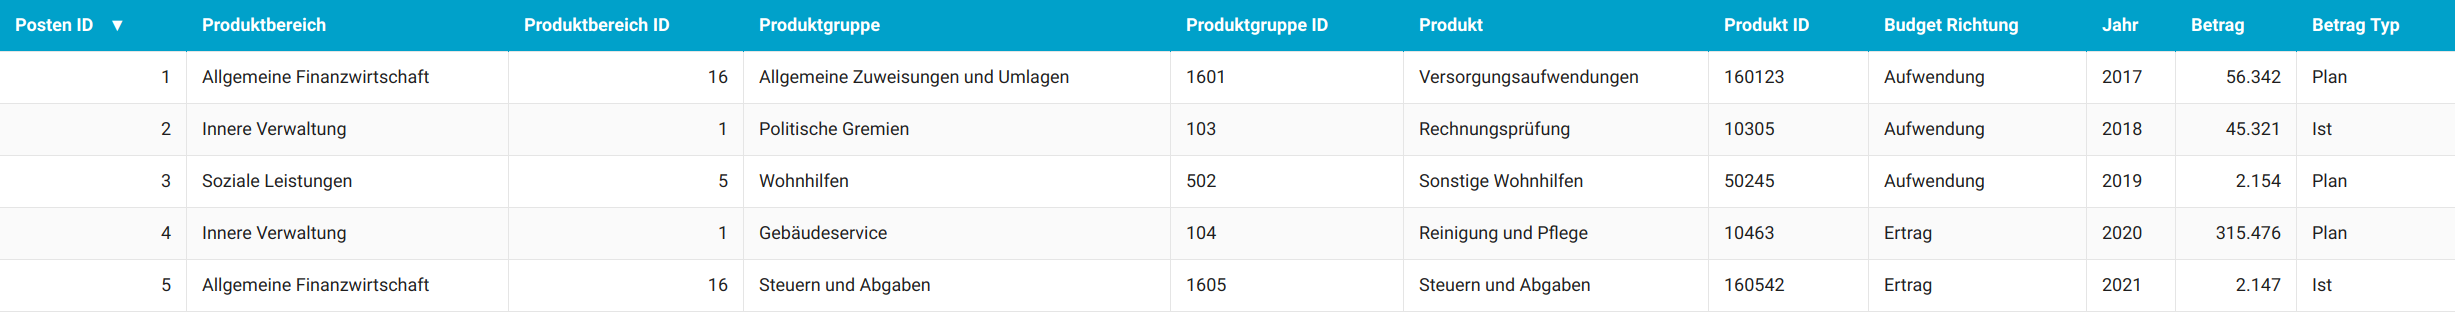 Posten ID ▼ Produktbereich Produktbereich ID Produktgruppe Produktgruppe ID Produkt Produkt ID Budget Richtung Jahr Betrag Betrag Typ
1 Allgemeine Finanzwirtschaft 16 Allgemeine Zuweisungen und Umlagen 1601 Versorgungsaufwendungen 160123 Aufwendung 2017 56.342 Plan
2 Innere Verwaltung 1 Politische Gremien 103 Rechnungsprüfung 10305 Aufwendung 2018 45.321 Ist
3 Soziale Leistungen 5 Wohnhilfen 502 Sonstige Wohnhilfen 50245 Aufwendung 2019 2.154 Plan
4 Innere Verwaltung 1 Gebäudeservice 104 Reinigung und Pflege 10463 Ertrag 2020 315.476 Plan
5 Allgemeine Finanzwirtschaft 16 Steuern und Abgaben 1605 Steuern und Abgaben 160542 Ertrag 2021 2.147 Ist